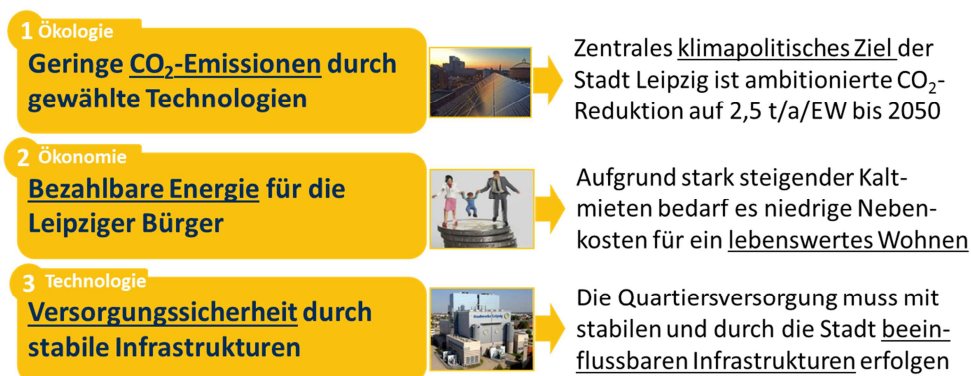 1 Ökologie
Geringe CO₂-Emissionen durch
gewählte Technologien
Zentrales klimapolitisches Ziel der
Stadt Leipzig ist ambitionierte CO₂-
Reduktion auf 2,5 t/a/EW bis 2050
2 Ökonomie
Bezahlbare Energie für die
Leipziger Bürger
Aufgrund stark steigender Kalt-
mieten bedarf es niedrige Neben-
kosten für ein lebenswertes Wohnen
3 Technologie
Versorgungssicherheit durch
stabile Infrastrukturen
Die Quartiersversorgung muss mit
stabilen und durch die Stadt beein-
flussbaren Infrastrukturen erfolgen